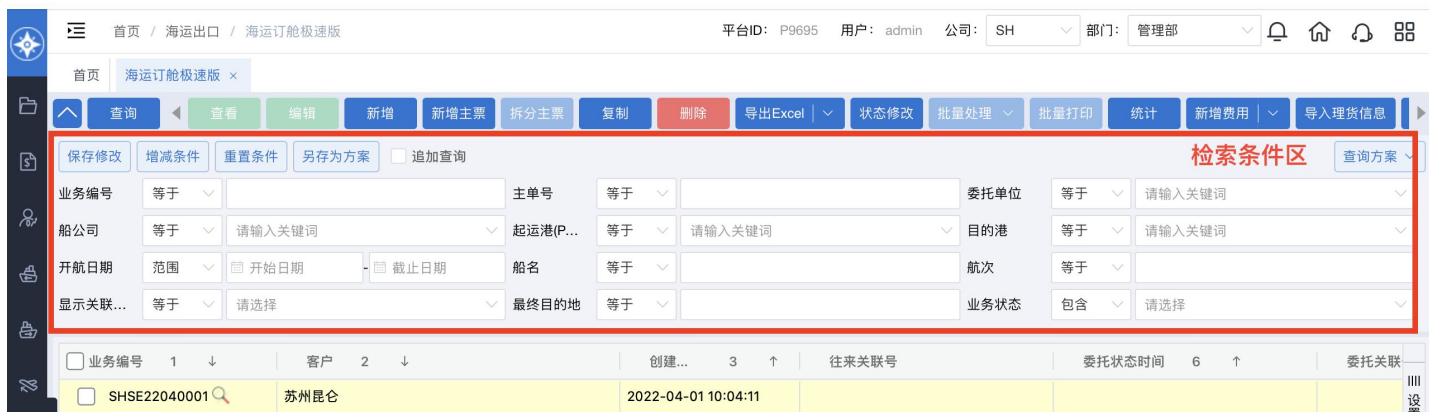 首页 / 海运出口 / 海运订舱极速版 平台ID: P9695 用户: admin 公司: SH 部门: 管理部
首页 海运订舱极速版 ×
查询 查看 编辑 新增 新增主票 拆分主票 复制 删除 导出Excel 状态修改 批量处理 批量打印 统计 新增费用 导入理货信息
保存修改 增减条件 重置条件 另存为方案 追加查询 检索条件区 查询方案
业务编号 等于 主单号 等于 委托单位 等于 请输入关键词
船公司 等于 请输入关键词 起运港(P... 等于 请输入关键词 目的港 等于 请输入关键词
开航日期 范围 开始日期 - 截止日期 船名 等于 航次 等于
显示关联... 等于 请选择 最终目的地 等于 业务状态 包含 请选择
业务编号 1 ↓ 客户 2 ↓ 创建... 3 ↑ 往来关联号 委托状态时间 6 ↑ 委托关联
SHSE22040001 苏州昆仑 2022-04-01 10:04:11
设